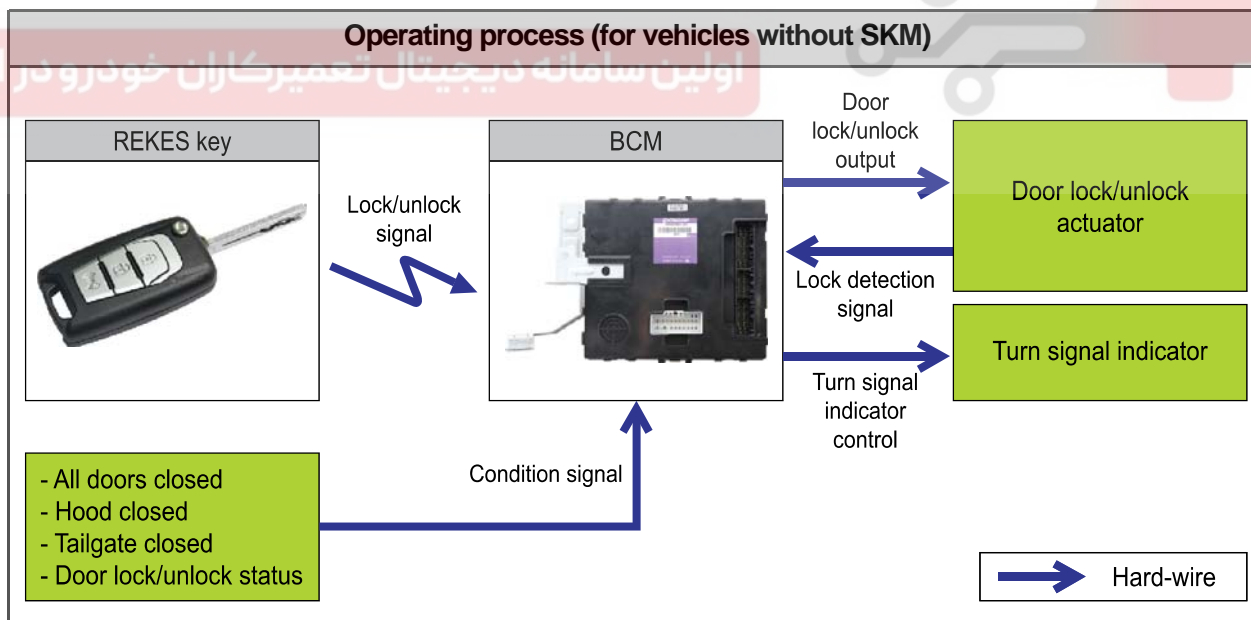 Operating process (for vehicles without SKM)
اولین سامانه دیجیتال تعمیرکاران خودرو در ا
REKES key
Lock/unlock
signal
BCM
Door
lock/unlock
output
Door lock/unlock
actuator
Lock detection
signal
Turn signal indicator
Turn signal
indicator
control
- All doors closed
- Hood closed
- Tailgate closed
- Door lock/unlock status
Condition signal
Hard-wire